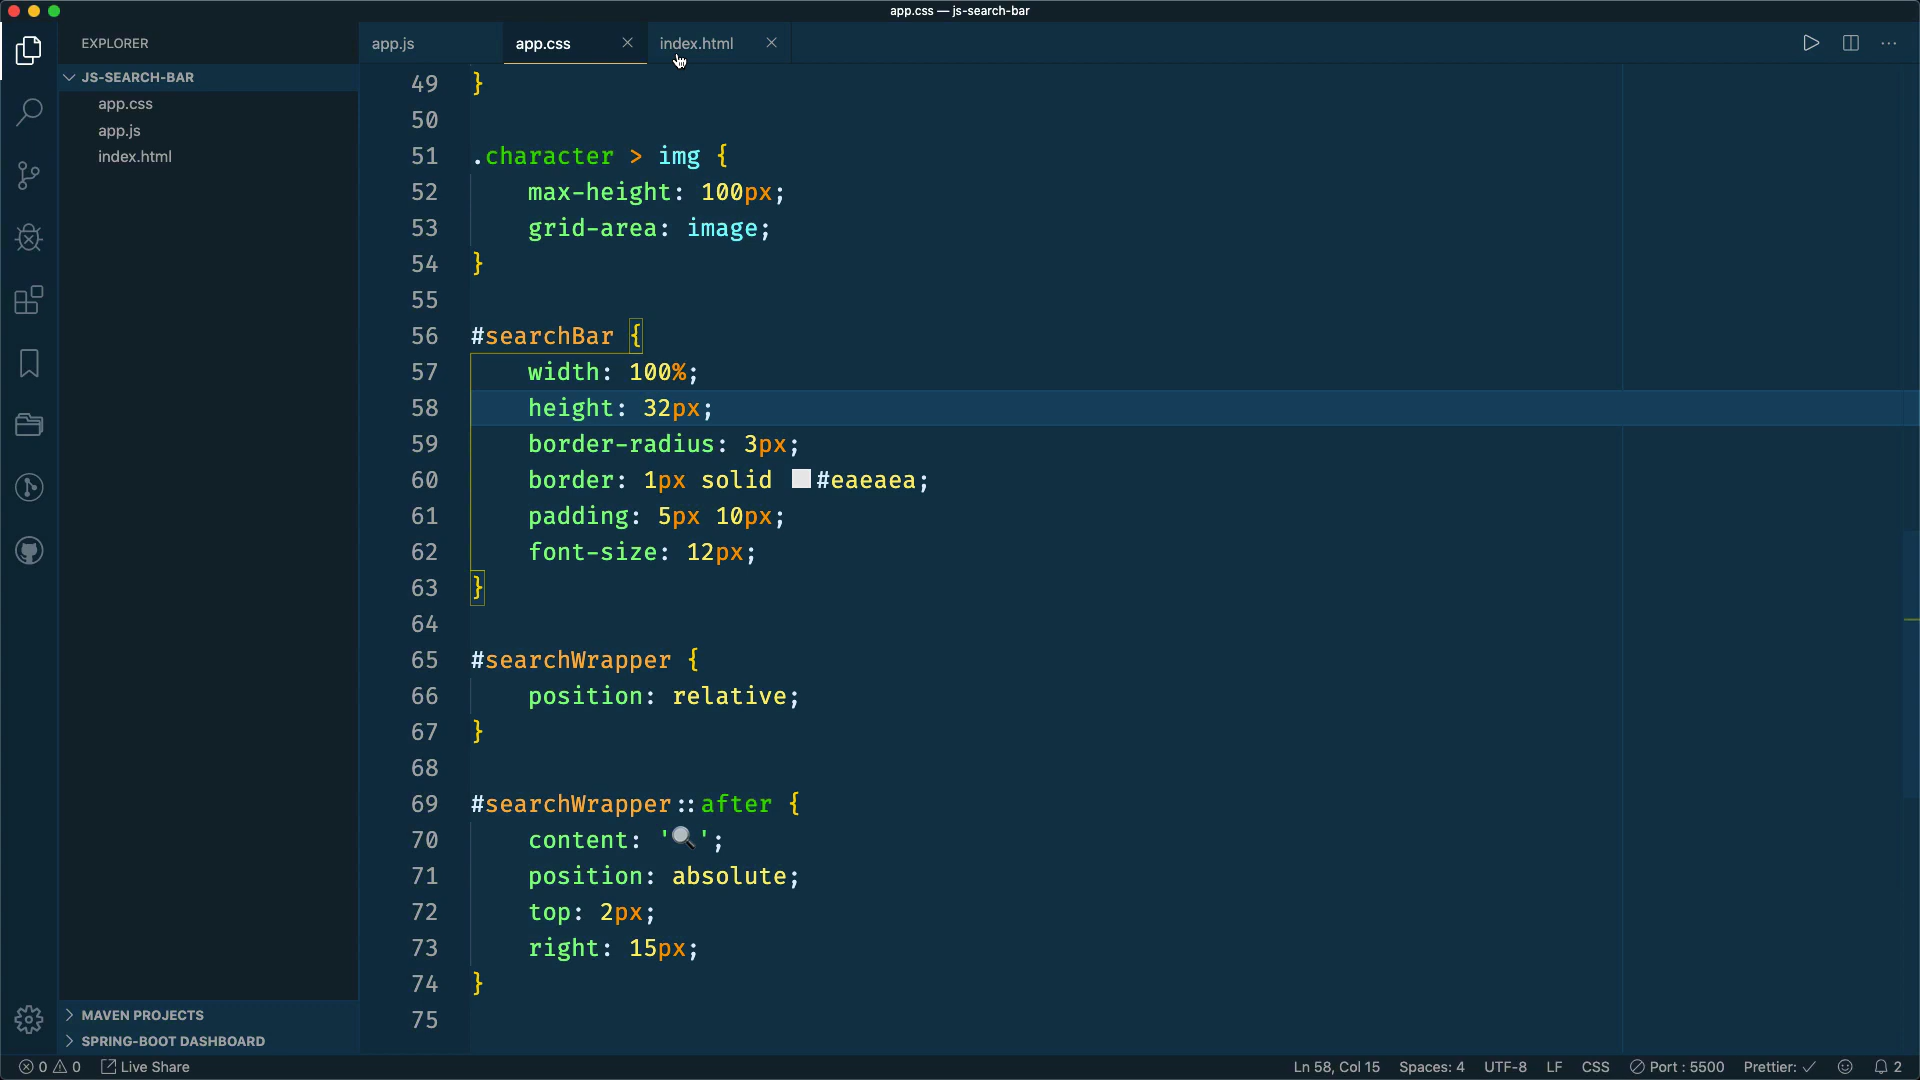 app.css — js-search-bar
EXPLORER
JS-SEARCH-BAR
app.css
app.js
index.html
MAVEN PROJECTS
SPRING-BOOT DASHBOARD
app.js
app.css
index.html
49 }
50
51 .character > img {
52 max-height: 100px;
53 grid-area: image;
54 }
55
56 #searchBar {
57 width: 100%;
58 height: 32px;
59 border-radius: 3px;
60 border: 1px solid #eaeaea;
61 padding: 5px 10px;
62 font-size: 12px;
63 }
64
65 #searchWrapper {
66 position: relative;
67 }
68
69 #searchWrapper::after {
70 content: '🔍';
71 position: absolute;
72 top: 2px;
73 right: 15px;
74 }
75
0 0 Live Share Ln 58, Col 15 Spaces: 4 UTF-8 LF CSS Port : 5500 Prettier: ✓ 2